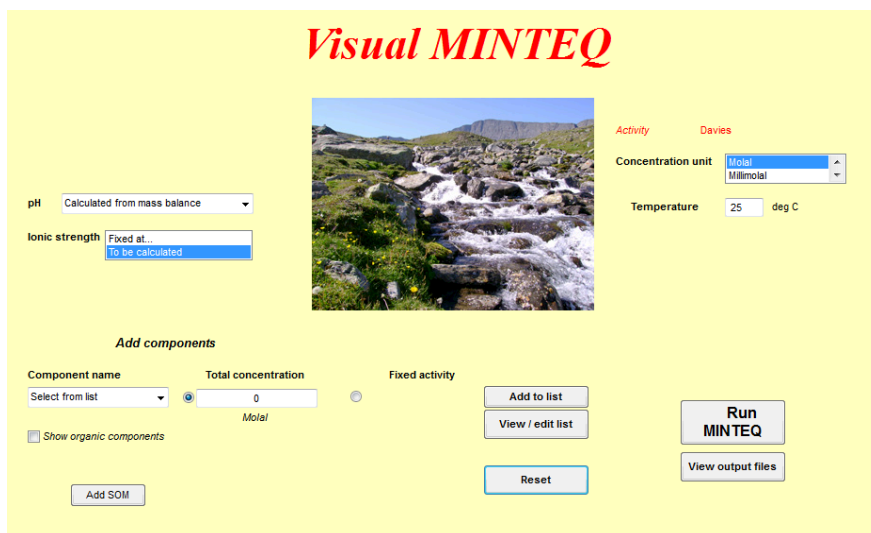 Visual MINTEQ
Activity Davies
Concentration unit Molal
Millimolal
pH Calculated from mass balance
Temperature 25 deg C
Ionic strength Fixed at...
To be calculated
Add components
Component name Total concentration Fixed activity
Select from list 0 Add to list
Molal View / edit list
Run
MINTEQ
Show organic components
View output files
Reset
Add SOM